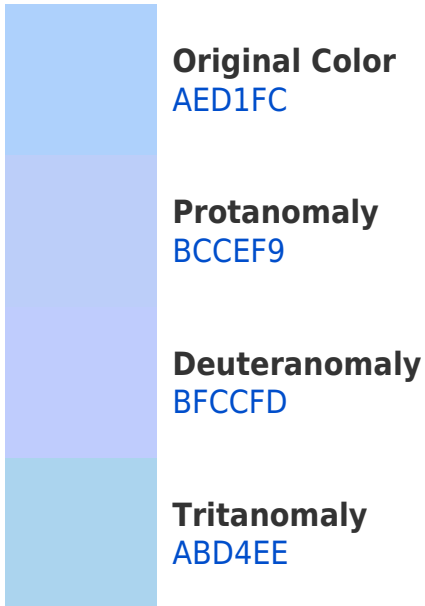 Original Color
AED1FC
Protanomaly
BCCEF9
Deuteranomaly
BFCCFD
Tritanomaly
ABD4EE